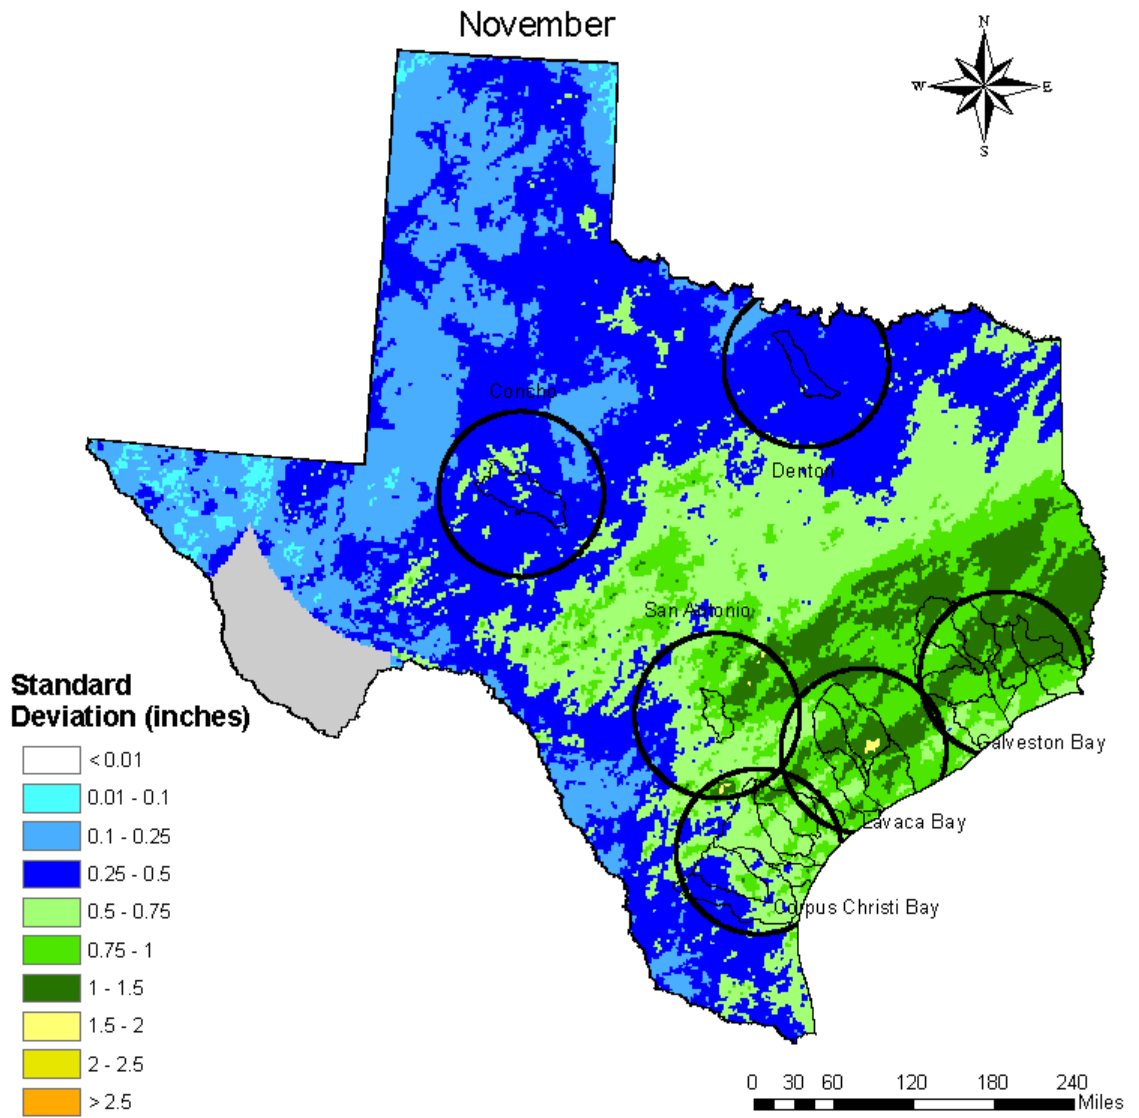 November
N
W
E
S
Concho
Denton
San Antonio
Galveston Bay
Lavaca Bay
Corpus Christi Bay
Standard
Deviation (inches)
< 0.01
0.01 - 0.1
0.1 - 0.25
0.25 - 0.5
0.5 - 0.75
0.75 - 1
1 - 1.5
1.5 - 2
2 - 2.5
> 2.5
0 30 60 120 180 240
Miles